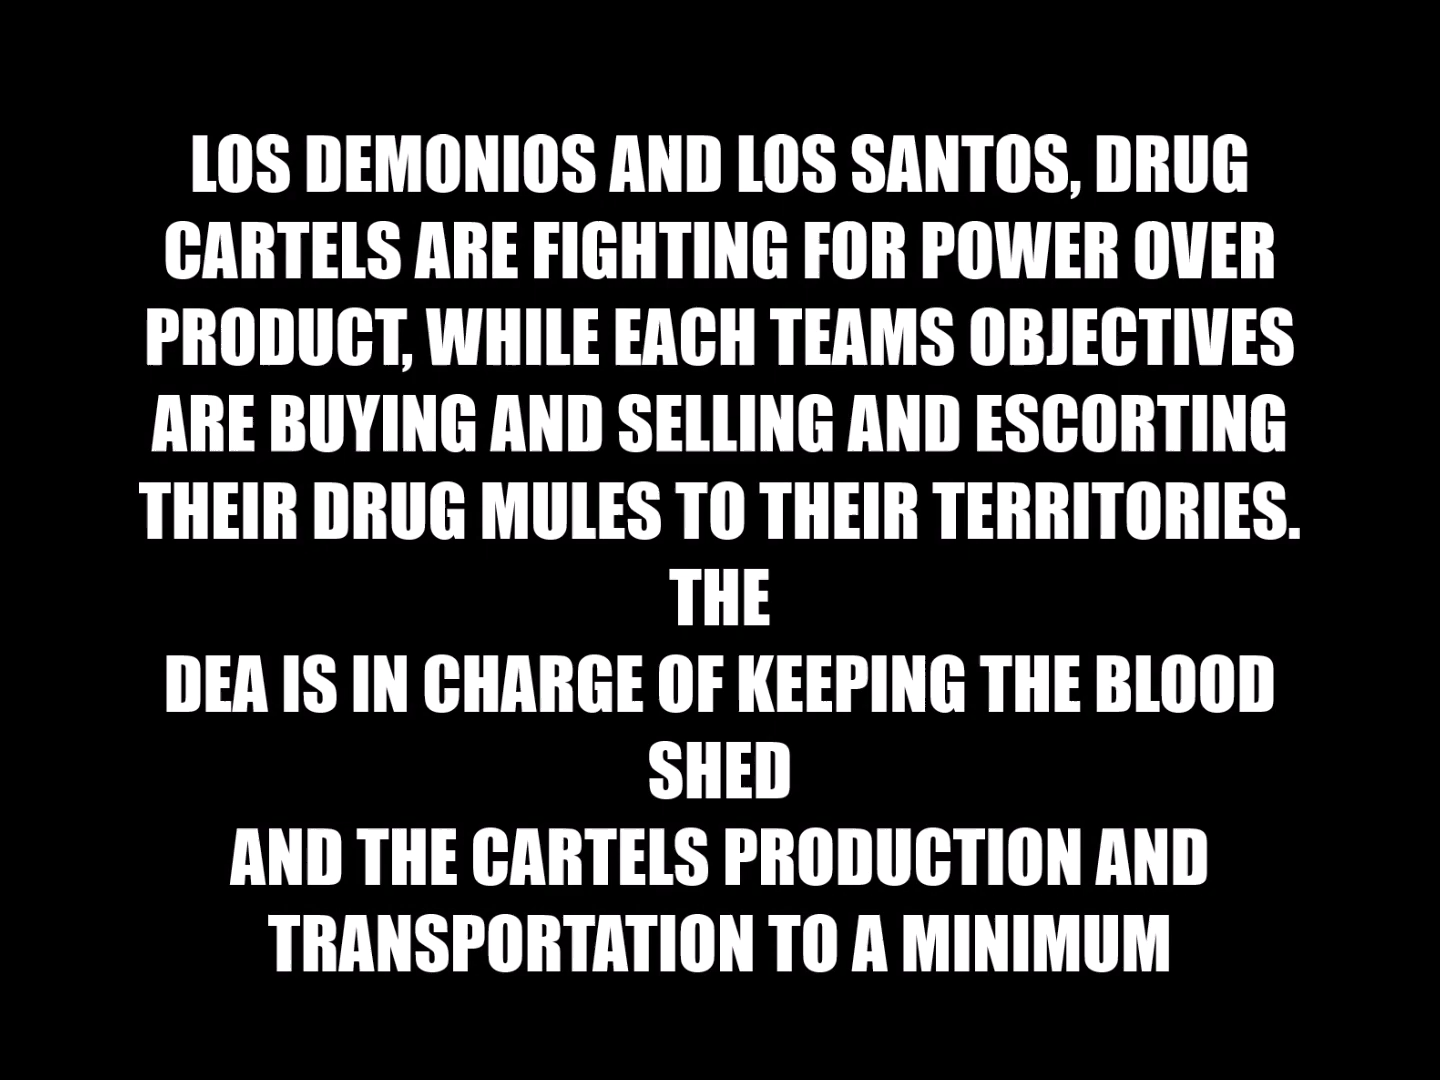 LOS DEMONIOS AND LOS SANTOS, DRUG
CARTELS ARE FIGHTING FOR POWER OVER
PRODUCT, WHILE EACH TEAMS OBJECTIVES
ARE BUYING AND SELLING AND ESCORTING
THEIR DRUG MULES TO THEIR TERRITORIES.
THE
DEA IS IN CHARGE OF KEEPING THE BLOOD
SHED
AND THE CARTELS PRODUCTION AND
TRANSPORTATION TO A MINIMUM